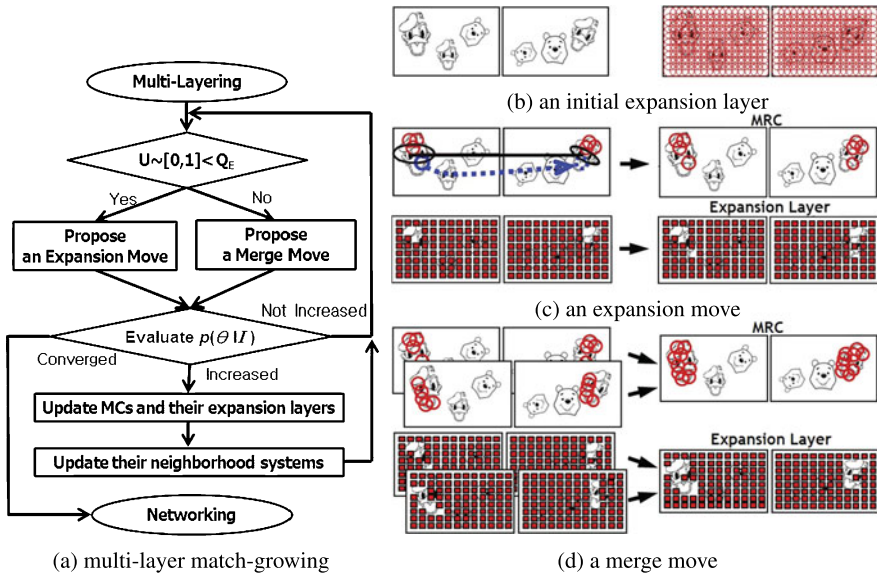 Multi-Layering
U~[0,1]< Q_E
Yes
No
Propose
an Expansion Move
Propose
a Merge Move
Not Increased
Evaluate p(θ|I)
Converged
Increased
Update MCs and their expansion layers
Update their neighborhood systems
Networking
(a) multi-layer match-growing
(b) an initial expansion layer
MRC
Expansion Layer
(c) an expansion move
MRC
Expansion Layer
(d) a merge move